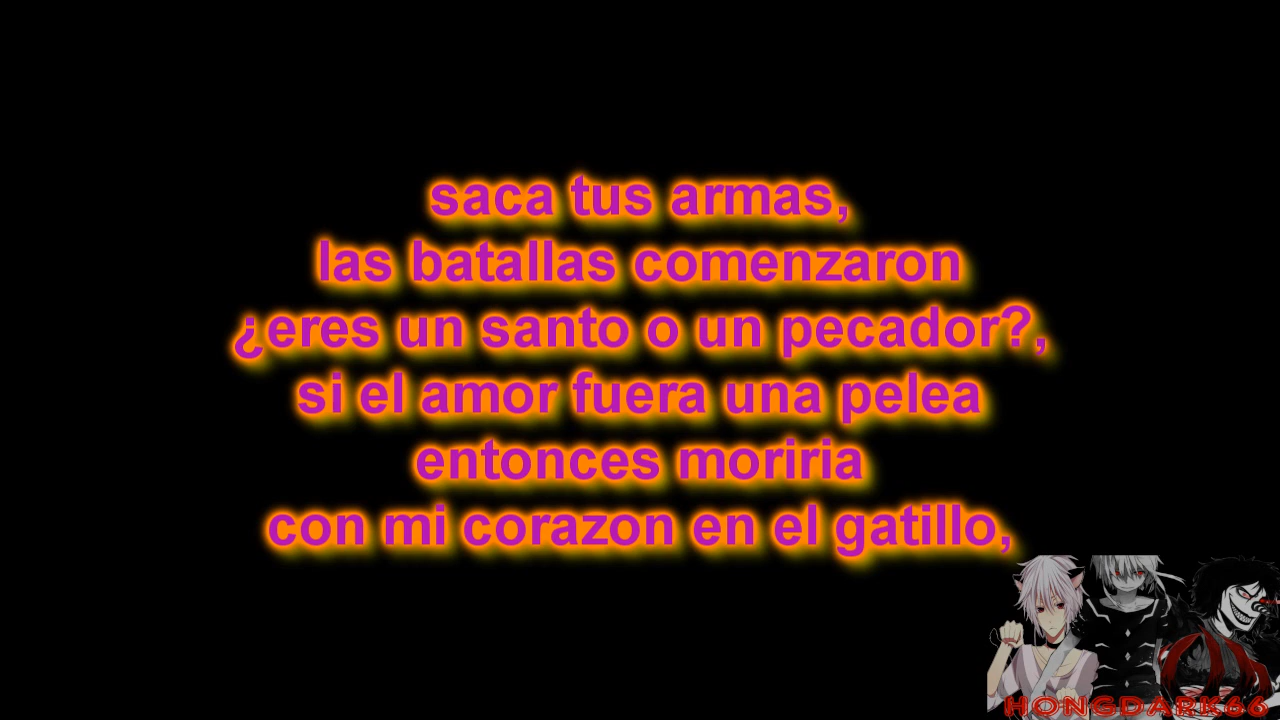 saca tus armas,
las batallas comenzaron
¿eres un santo o un pecador?,
si el amor fuera una pelea
entonces moriria
con mi corazon en el gatillo,
HONGDARK66